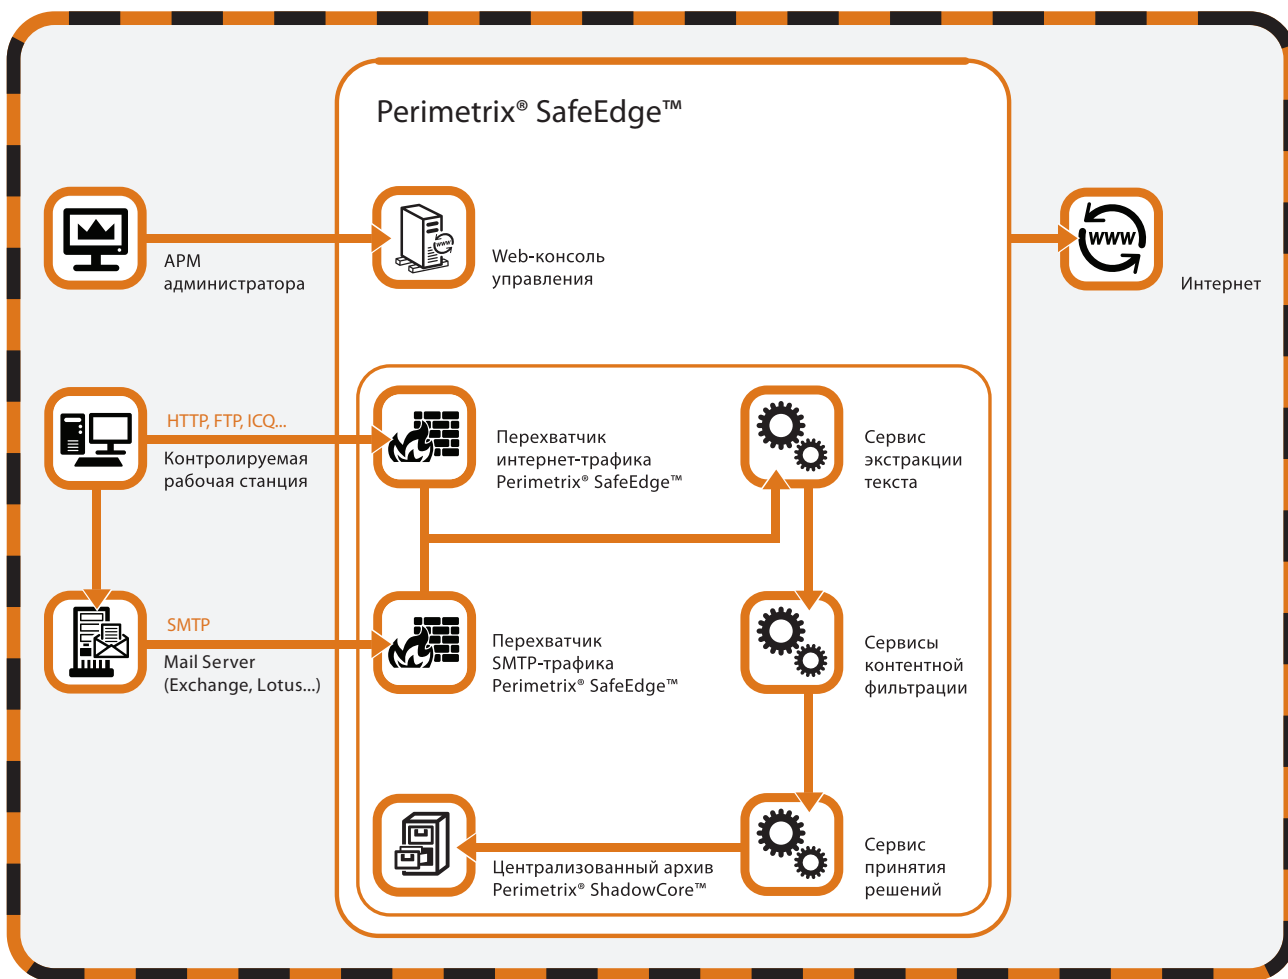 Perimetrix® SafeEdge™
АРМ
администратора
Web-консоль
управления
www
www
Интернет
HTTP, FTP, ICQ...
Контролируемая
рабочая станция
Перехватчик
интернет-трафика
Perimetrix® SafeEdge™
Сервис
экстракции
текста
SMTP
Mail Server
(Exchange, Lotus...)
Перехватчик
SMTP-трафика
Perimetrix® SafeEdge™
Сервисы
контентной
фильтрации
Централизованный архив
Perimetrix® ShadowCore™
Сервис
принятия
решений